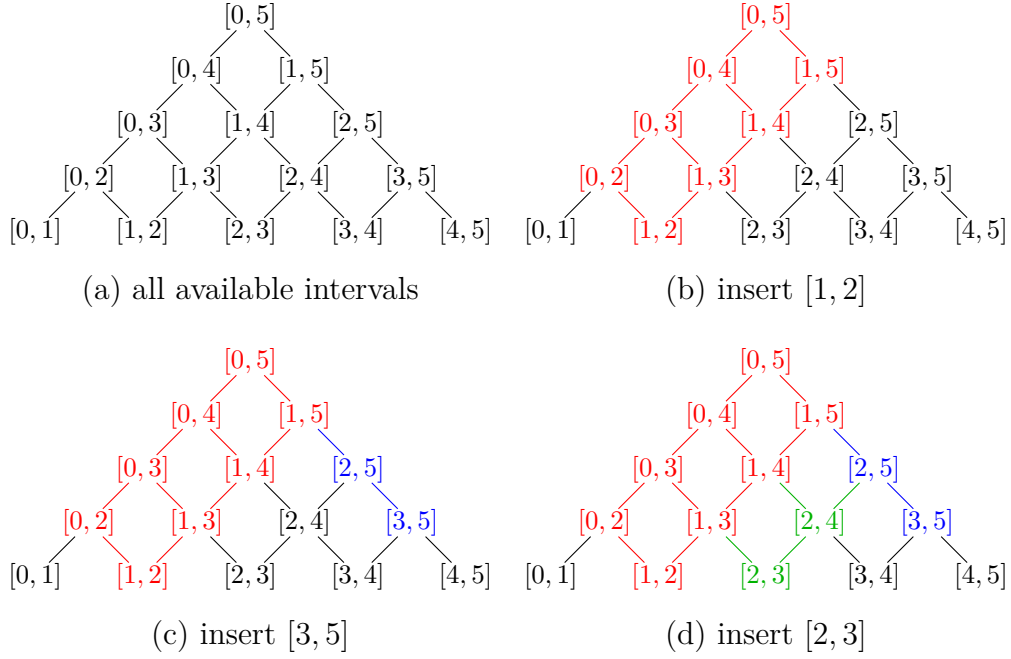 [0, 5]
[0, 4] [1, 5]
[0, 3] [1, 4] [2, 5]
[0, 2] [1, 3] [2, 4] [3, 5]
[0, 1] [1, 2] [2, 3] [3, 4] [4, 5]
(a) all available intervals
[0, 5]
[0, 4] [1, 5]
[0, 3] [1, 4] [2, 5]
[0, 2] [1, 3] [2, 4] [3, 5]
[0, 1] [1, 2] [2, 3] [3, 4] [4, 5]
(b) insert [1, 2]
[0, 5]
[0, 4] [1, 5]
[0, 3] [1, 4] [2, 5]
[0, 2] [1, 3] [2, 4] [3, 5]
[0, 1] [1, 2] [2, 3] [3, 4] [4, 5]
(c) insert [3, 5]
[0, 5]
[0, 4] [1, 5]
[0, 3] [1, 4] [2, 5]
[0, 2] [1, 3] [2, 4] [3, 5]
[0, 1] [1, 2] [2, 3] [3, 4] [4, 5]
(d) insert [2, 3]